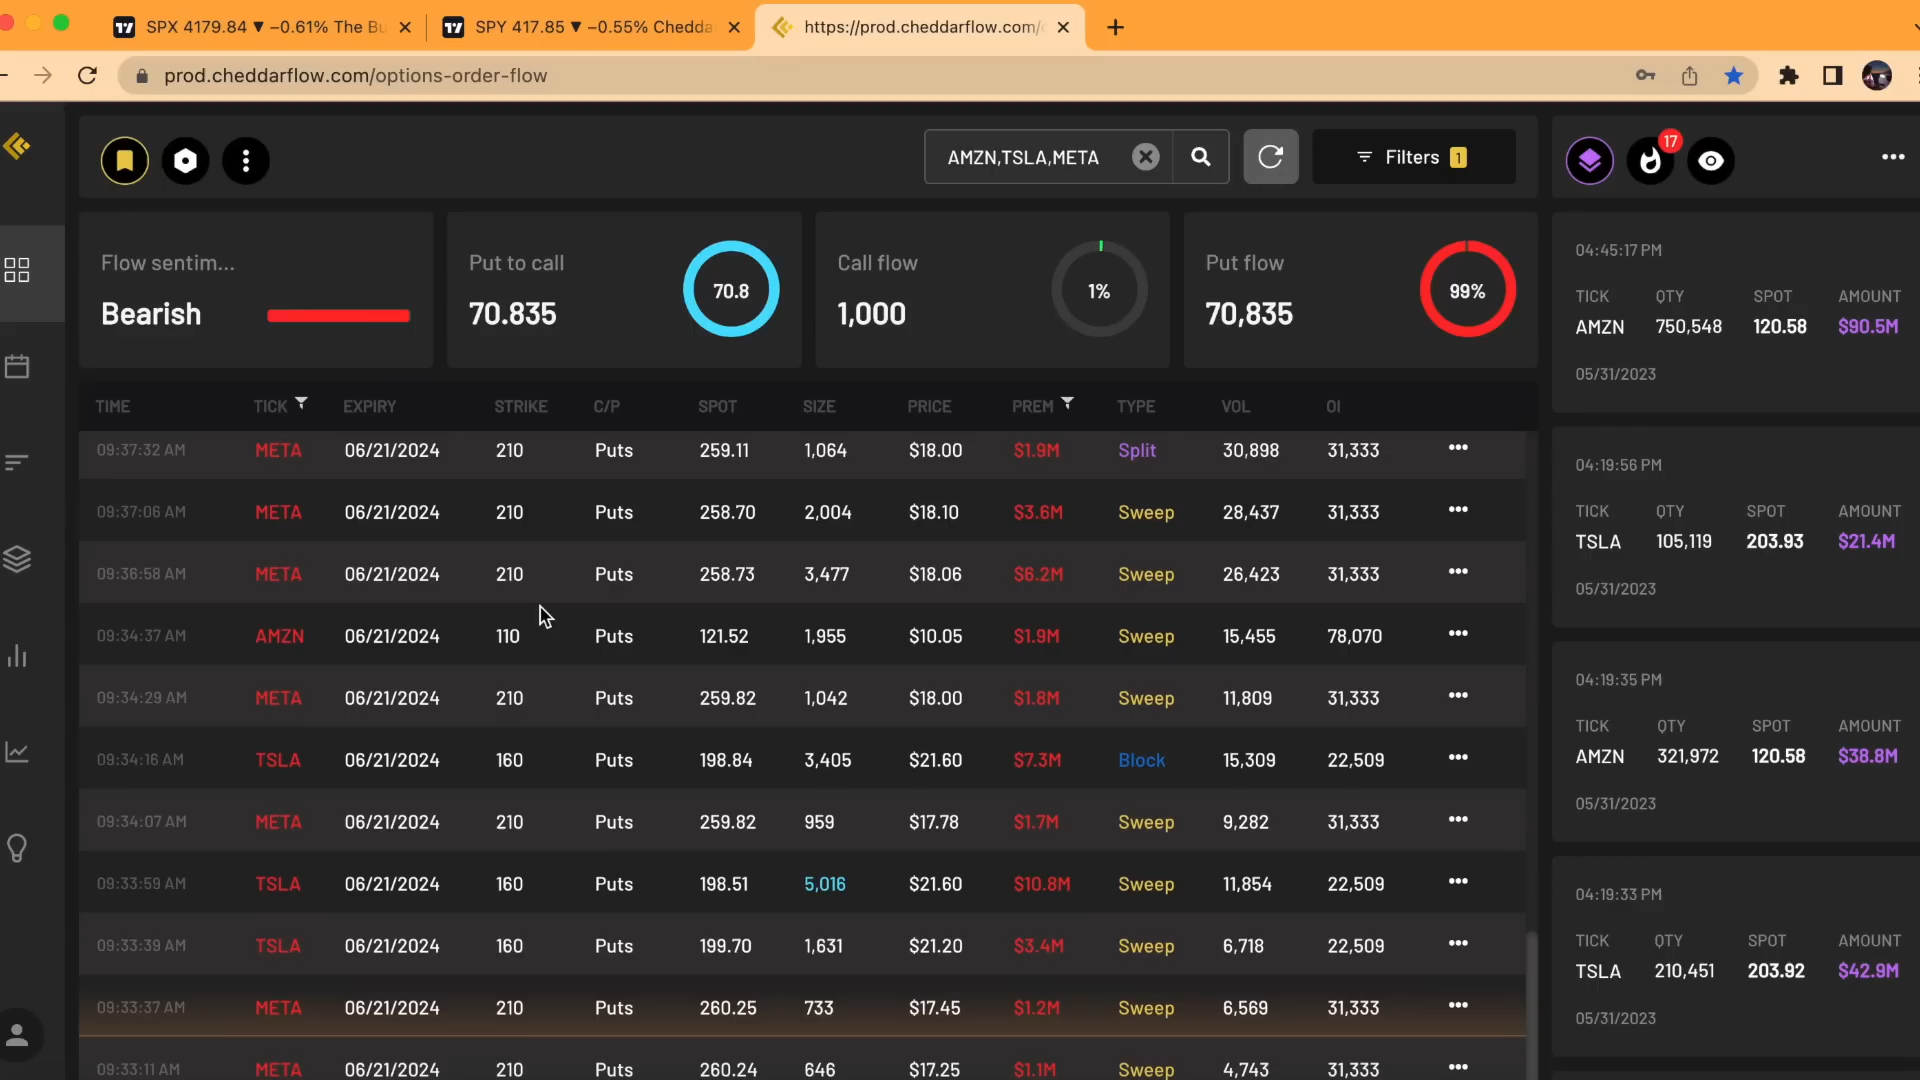 SPX 4179.84 ▼ −0.61% The Bu
SPY 417.85 ▼ −0.55% Chedda
https://prod.cheddarflow.com/
prod.cheddarflow.com/options-order-flow
AMZN,TSLA,META
Filters 1
17
Flow sentim...
Bearish
Put to call
70.835
70.8
Call flow
1,000
1%
Put flow
70,835
99%
TIME TICK EXPIRY STRIKE C/P SPOT SIZE PRICE PREM TYPE VOL OI
09:37:32 AM META 06/21/2024 210 Puts 259.11 1,064 $18.00 $1.9M Split 30,898 31,333
09:37:06 AM META 06/21/2024 210 Puts 258.70 2,004 $18.10 $3.6M Sweep 28,437 31,333
09:36:58 AM META 06/21/2024 210 Puts 258.73 3,477 $18.06 $6.2M Sweep 26,423 31,333
09:34:37 AM AMZN 06/21/2024 110 Puts 121.52 1,955 $10.05 $1.9M Sweep 15,455 78,070
09:34:29 AM META 06/21/2024 210 Puts 259.82 1,042 $18.00 $1.8M Sweep 11,809 31,333
09:34:16 AM TSLA 06/21/2024 160 Puts 198.84 3,405 $21.60 $7.3M Block 15,309 22,509
09:34:07 AM META 06/21/2024 210 Puts 259.82 959 $17.78 $1.7M Sweep 9,282 31,333
09:33:59 AM TSLA 06/21/2024 160 Puts 198.51 5,016 $21.60 $10.8M Sweep 11,854 22,509
09:33:39 AM TSLA 06/21/2024 160 Puts 199.70 1,631 $21.20 $3.4M Sweep 6,718 22,509
09:33:37 AM META 06/21/2024 210 Puts 260.25 733 $17.45 $1.2M Sweep 6,569 31,333
09:33:11 AM META 06/21/2024 210 Puts 260.24 646 $17.25 $1.1M Sweep 4,743 31,333
04:45:17 PM
TICK QTY SPOT AMOUNT
AMZN 750,548 120.58 $90.5M
05/31/2023
04:19:56 PM
TICK QTY SPOT AMOUNT
TSLA 105,119 203.93 $21.4M
05/31/2023
04:19:35 PM
TICK QTY SPOT AMOUNT
AMZN 321,972 120.58 $38.8M
05/31/2023
04:19:33 PM
TICK QTY SPOT AMOUNT
TSLA 210,451 203.92 $42.9M
05/31/2023